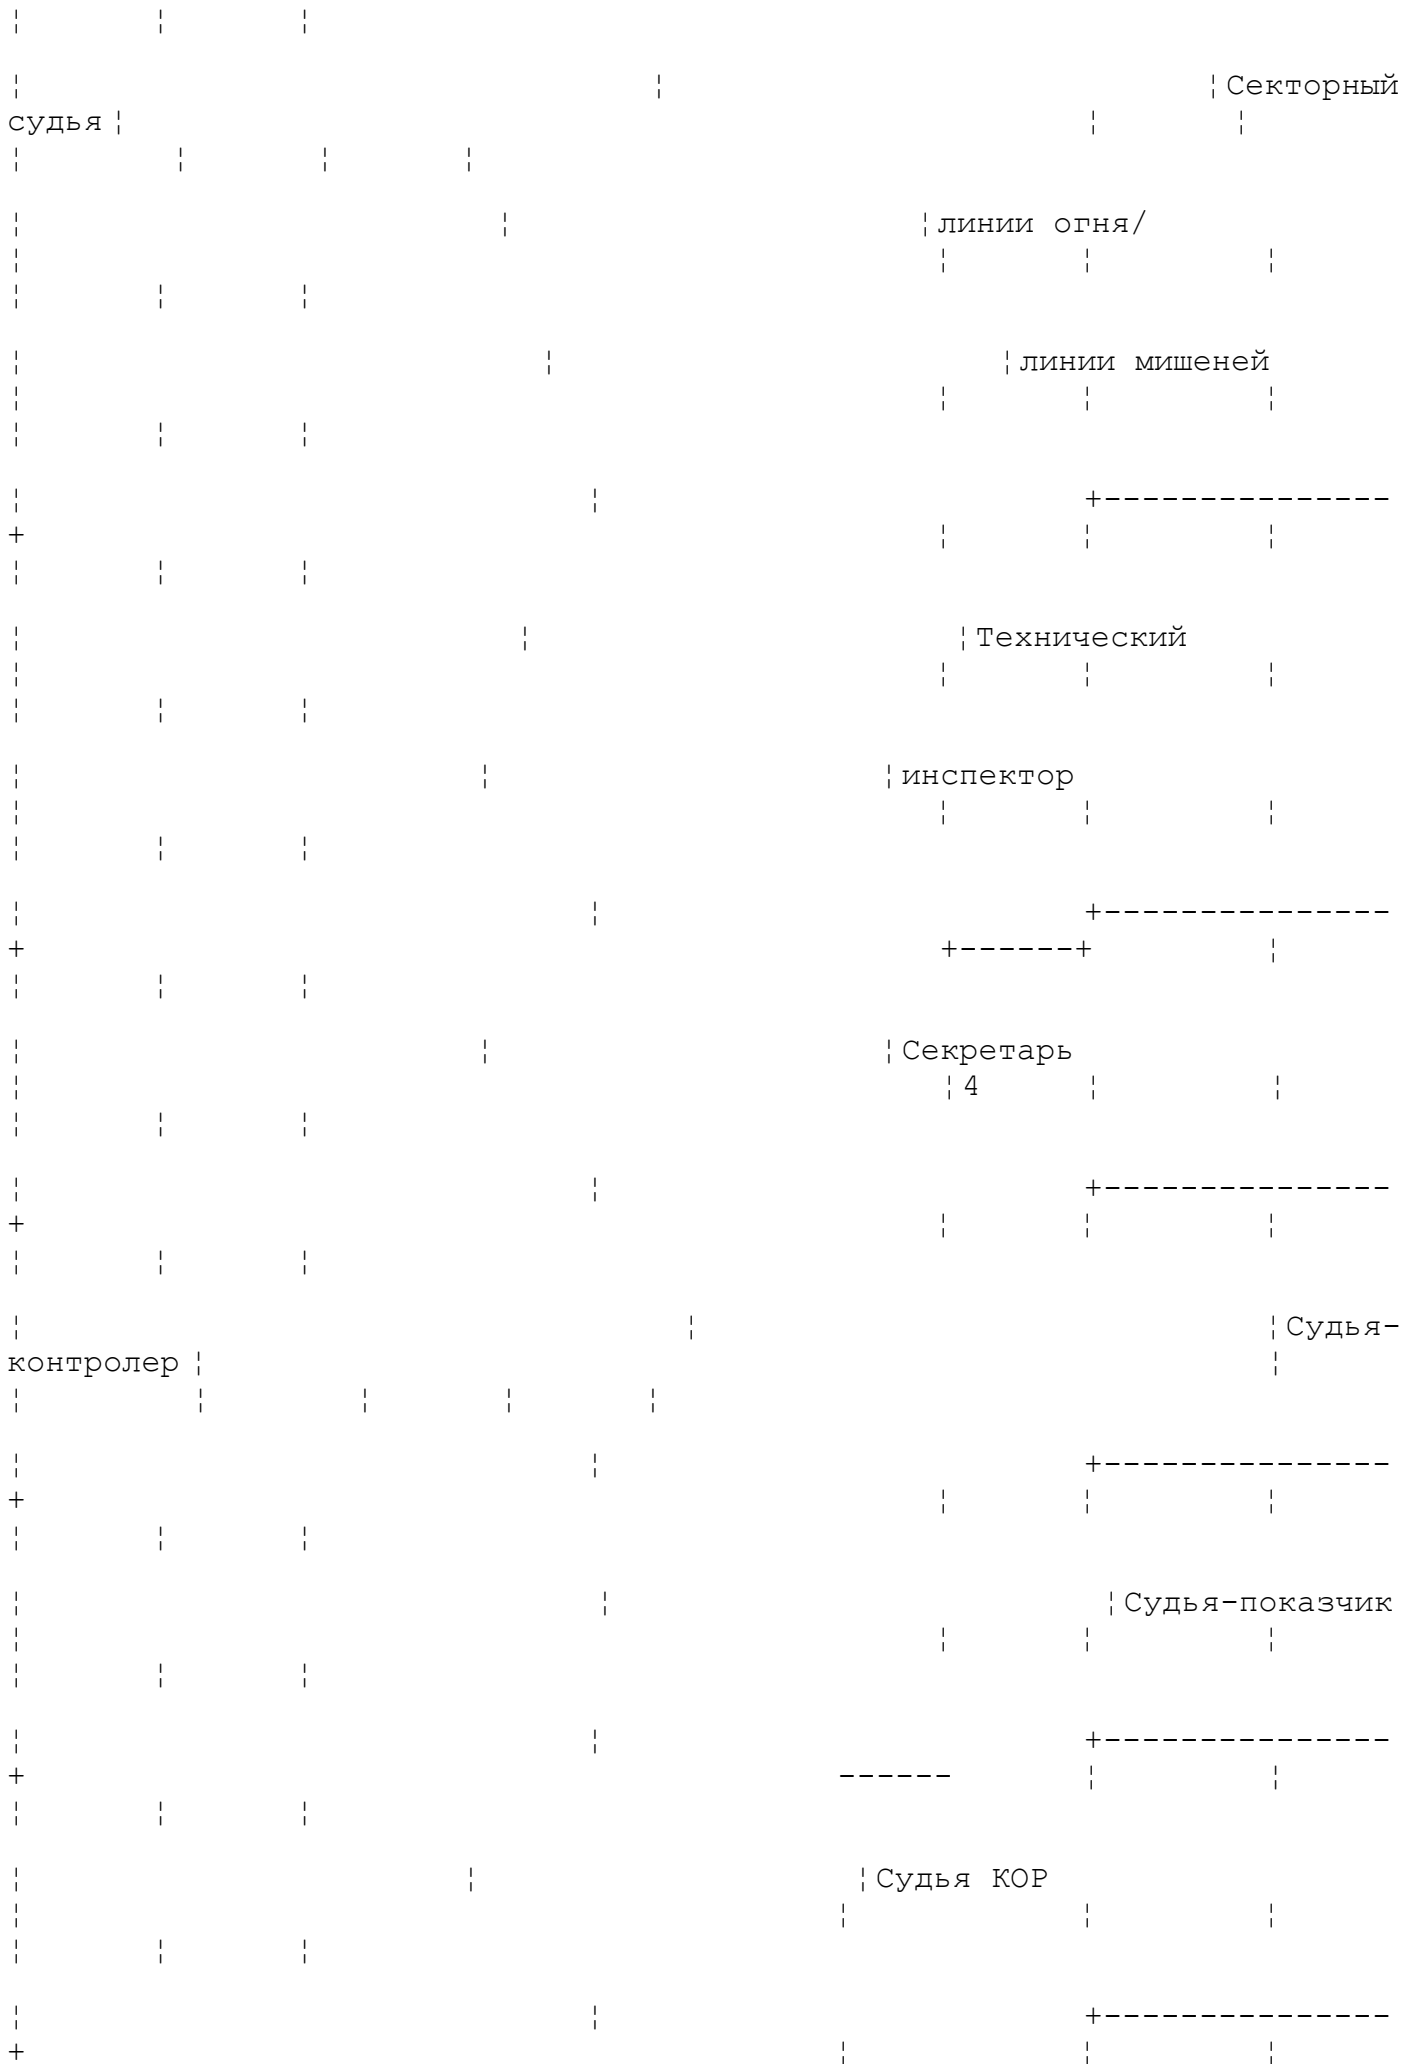 ¦ ¦ ¦
¦ ¦ ¦Секторный
судья¦ ¦ ¦
¦ ¦ ¦ ¦
¦ ¦ ¦линии огня/
¦ ¦ ¦ ¦
¦ ¦ ¦
¦ ¦ ¦линии мишеней
¦ ¦ ¦ ¦
¦ ¦ ¦
¦ ¦ +---------------
+ ¦ ¦ ¦
¦ ¦ ¦
¦ ¦ ¦Технический
¦ ¦ ¦ ¦
¦ ¦ ¦
¦ ¦ ¦инспектор
¦ ¦ ¦ ¦
¦ ¦ ¦
¦ ¦ +---------------
+ +-------+ ¦
¦ ¦ ¦
¦ ¦ ¦Секретарь
¦ ¦4 ¦ ¦
¦ ¦ ¦
¦ ¦ +---------------
+ ¦ ¦ ¦
¦ ¦ ¦
¦ ¦ ¦Судья-
контролер¦ ¦
¦ ¦ ¦ ¦ ¦
¦ ¦ +---------------
+ ¦ ¦ ¦
¦ ¦ ¦
¦ ¦ ¦Судья-показчик
¦ ¦ ¦ ¦
¦ ¦ ¦
¦ ¦ +---------------
+ ------ ¦ ¦
¦ ¦ ¦
¦ ¦ ¦Судья КОР
¦ ¦ ¦ ¦
¦ ¦ ¦
¦ ¦ +---------------
+ ¦ ¦ ¦